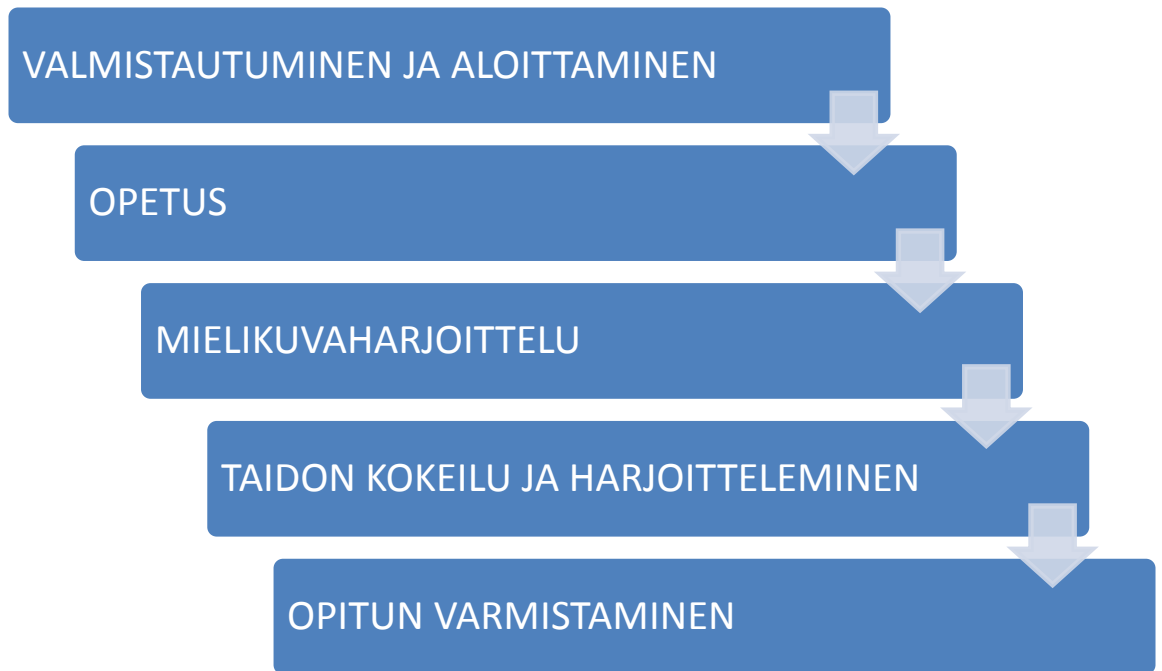 VALMISTAUTUMINEN JA ALOITTAMINEN
OPETUS
MIELIKUVAHARJOITTELU
TAIDON KOKEILU JA HARJOITTELEMINEN
OPITUN VARMISTAMINEN